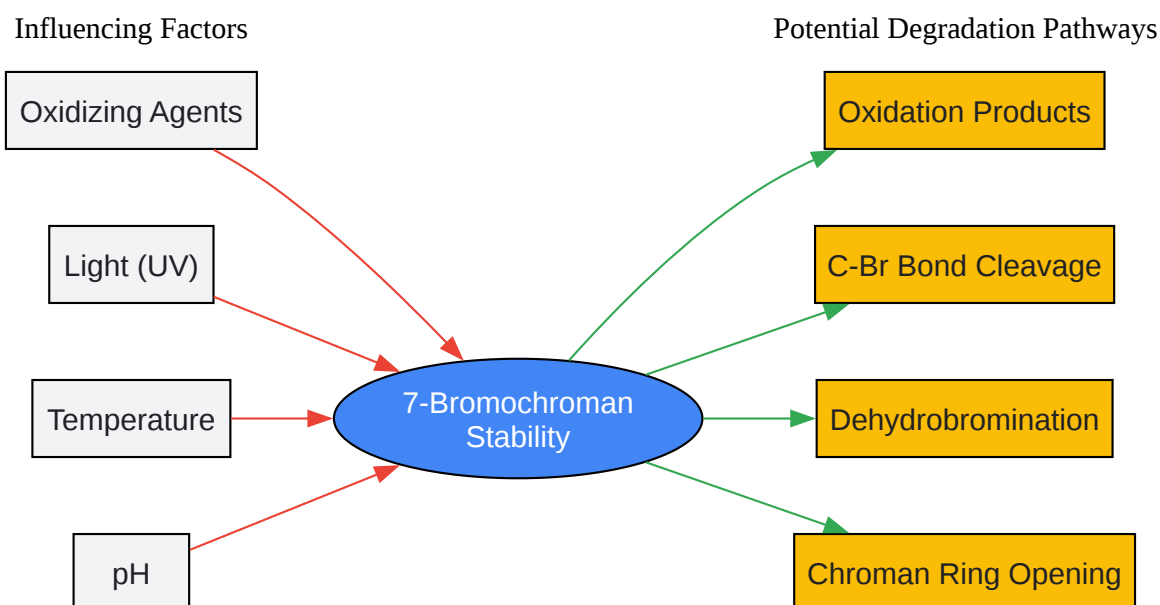 Influencing Factors
Oxidizing Agents
Light (UV)
Temperature
pH
7-Bromochroman
Stability
Potential Degradation Pathways
Oxidation Products
C-Br Bond Cleavage
Dehydrobromination
Chroman Ring Opening